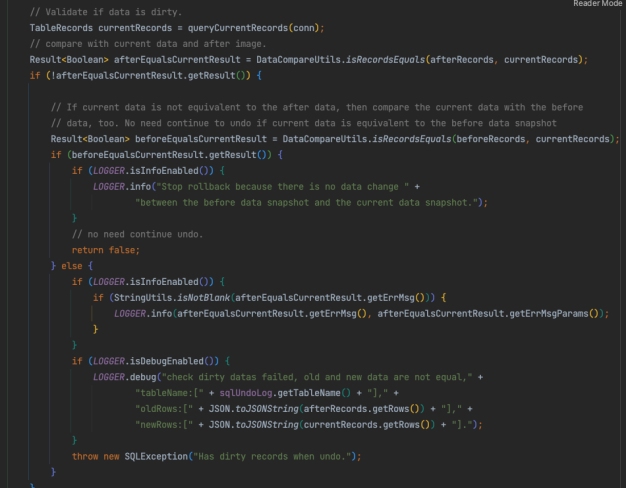 Reader Mode
// Validate if data is dirty.
TableRecords currentRecords = queryCurrentRecords(conn);
// compare with current data and after image.
Result<Boolean> afterEqualsCurrentResult = DataCompareUtils.isRecordsEquals(afterRecords, currentRecords);
if (!afterEqualsCurrentResult.getResult()) {
// If current data is not equivalent to the after data, then compare the current data with the before
// data, too. No need continue to undo if current data is equivalent to the before data snapshot
Result<Boolean> beforeEqualsCurrentResult = DataCompareUtils.isRecordsEquals(beforeRecords, currentRecords);
if (beforeEqualsCurrentResult.getResult()) {
if (LOGGER.isInfoEnabled()) {
LOGGER.info("Stop rollback because there is no data change " +
"between the before data snapshot and the current data snapshot.");
}
// no need continue undo.
return false;
} else {
if (LOGGER.isInfoEnabled()) {
if (StringUtils.isNotBlank(afterEqualsCurrentResult.getErrMsg())) {
LOGGER.info(afterEqualsCurrentResult.getErrMsg(), afterEqualsCurrentResult.getErrMsgParams());
}
}
if (LOGGER.isDebugEnabled()) {
LOGGER.debug("check dirty datas failed, old and new data are not equal," +
"tableName:[" + sqlUndoLog.getTableName() + "]," +
"oldRows:[" + JSON.toJSONString(afterRecords.getRows()) + "]," +
"newRows:[" + JSON.toJSONString(currentRecords.getRows()) + "].");
}
throw new SQLException("Has dirty records when undo.");
}
}